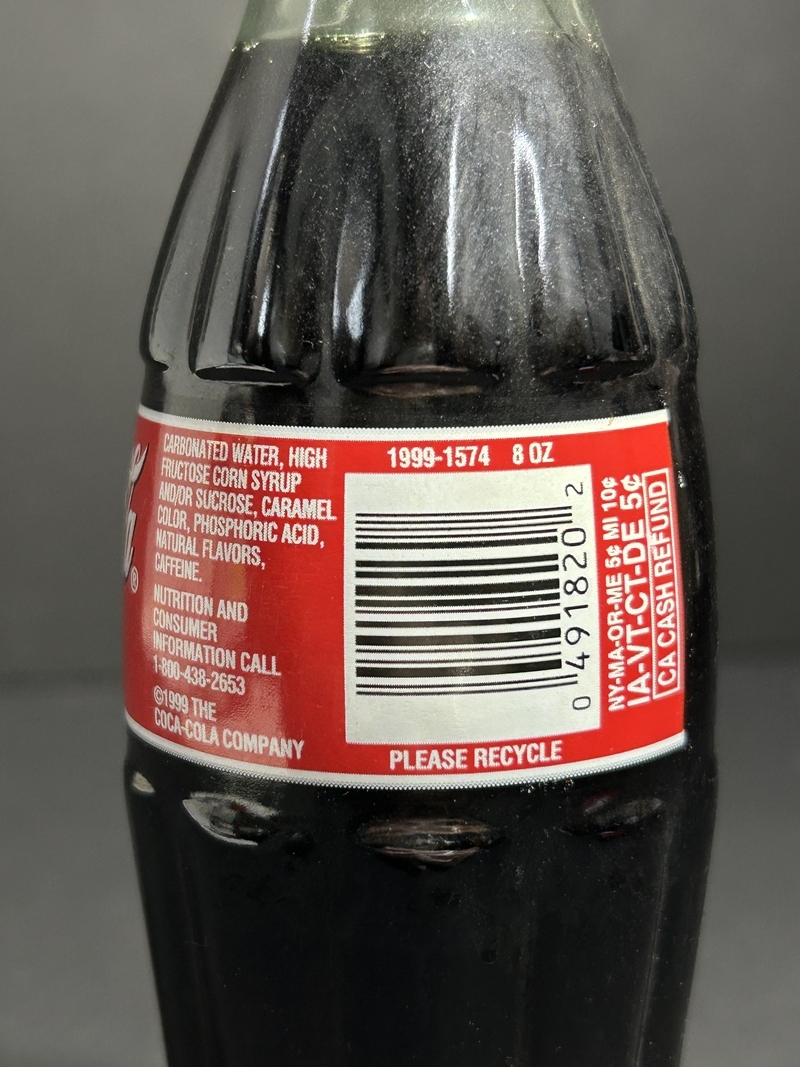 CARBONATED WATER, HIGH
FRUCTOSE CORN SYRUP
AND/OR SUCROSE, CARAMEL
COLOR, PHOSPHORIC ACID,
NATURAL FLAVORS,
CAFFEINE.
NUTRITION AND
CONSUMER
INFORMATION CALL
1-800-438-2653
©1999 THE
COCA-COLA COMPANY
®
1999-1574 8 OZ
0 491820 2
PLEASE RECYCLE
NY-MA-OR-ME 5¢ MI 10¢
IA-VT-CT-DE 5¢
CA CASH REFUND